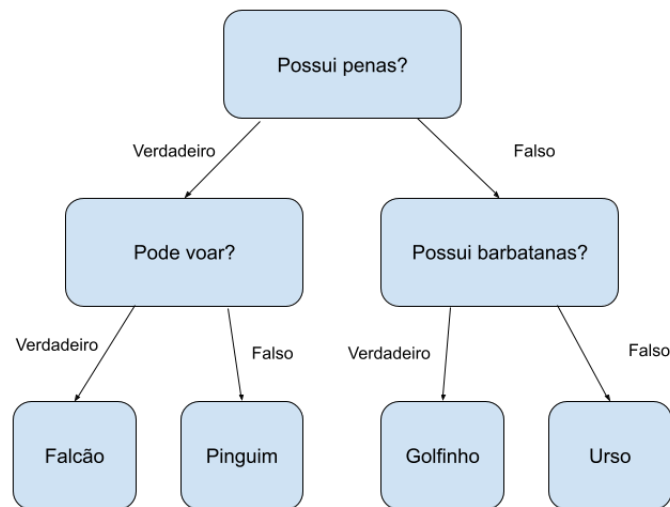 Possui penas?
Verdadeiro
Falso
Pode voar?
Possui barbatanas?
Verdadeiro
Falso
Verdadeiro
Falso
Falcão
Pinguim
Golfinho
Urso